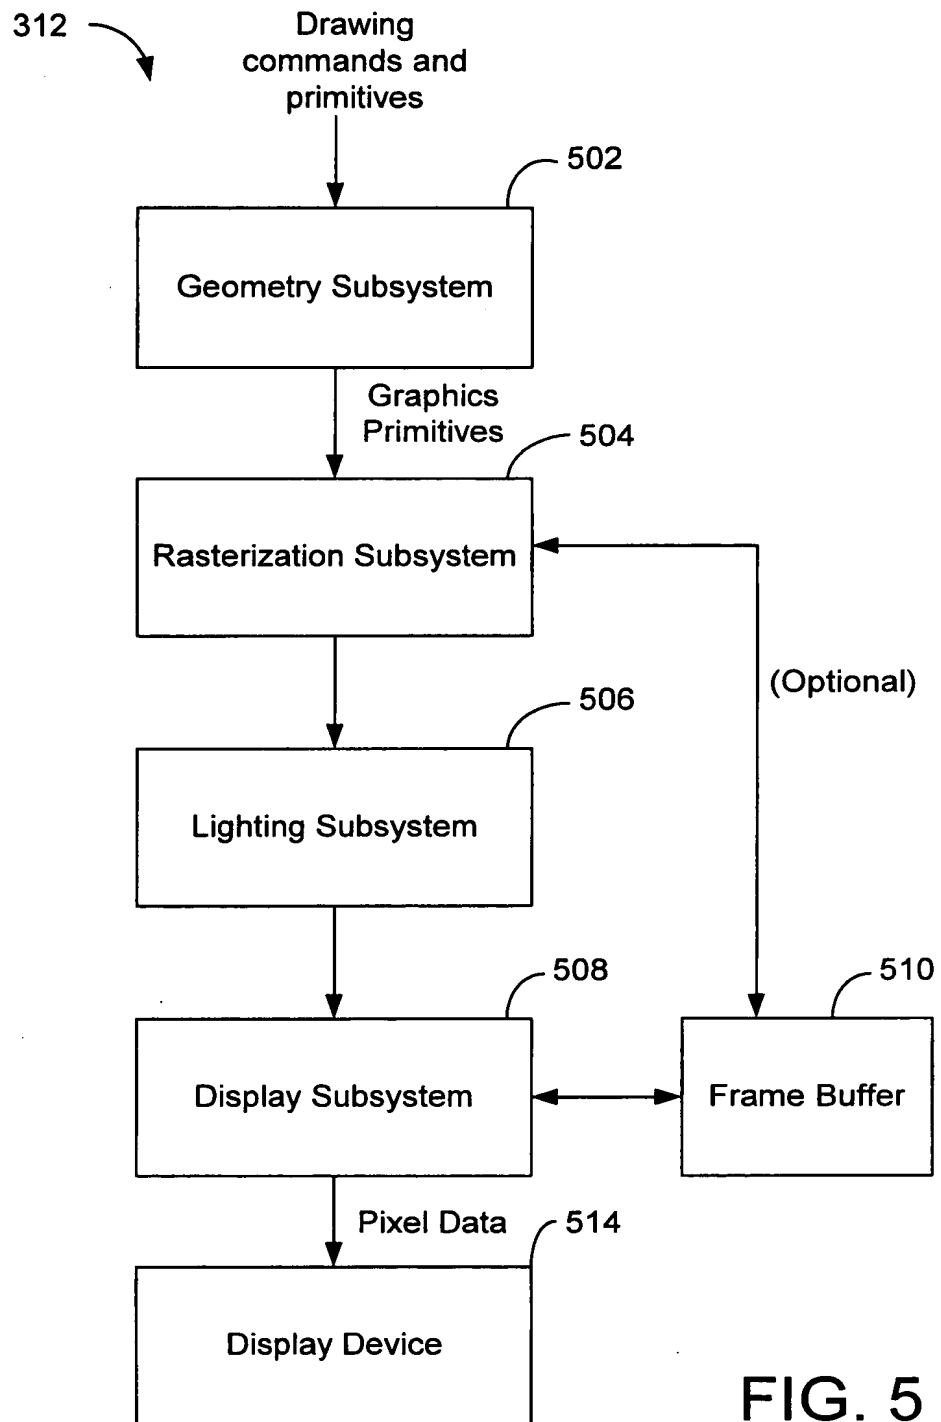 312
Drawing
commands and
primitives
502
Geometry Subsystem
Graphics
Primitives
504
Rasterization Subsystem
(Optional)
506
Lighting Subsystem
508
510
Display Subsystem
Frame Buffer
Pixel Data
514
Display Device
FIG. 5